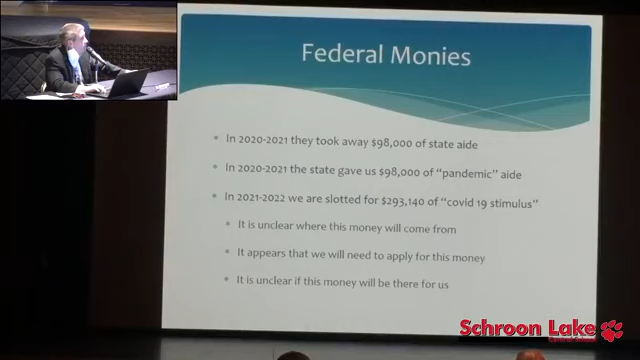 Federal Monies
In 2020-2021 they took away $98,000 of state aide
In 2020-2021 the state gave us $98,000 of “pandemic” aide
In 2021-2022 we are slotted for $293,140 of “covid 19 stimulus”
It is unclear where this money will come from
It appears that we will need to apply for this money
It is unclear if this money will be there for us
Schroon Lake
Central School